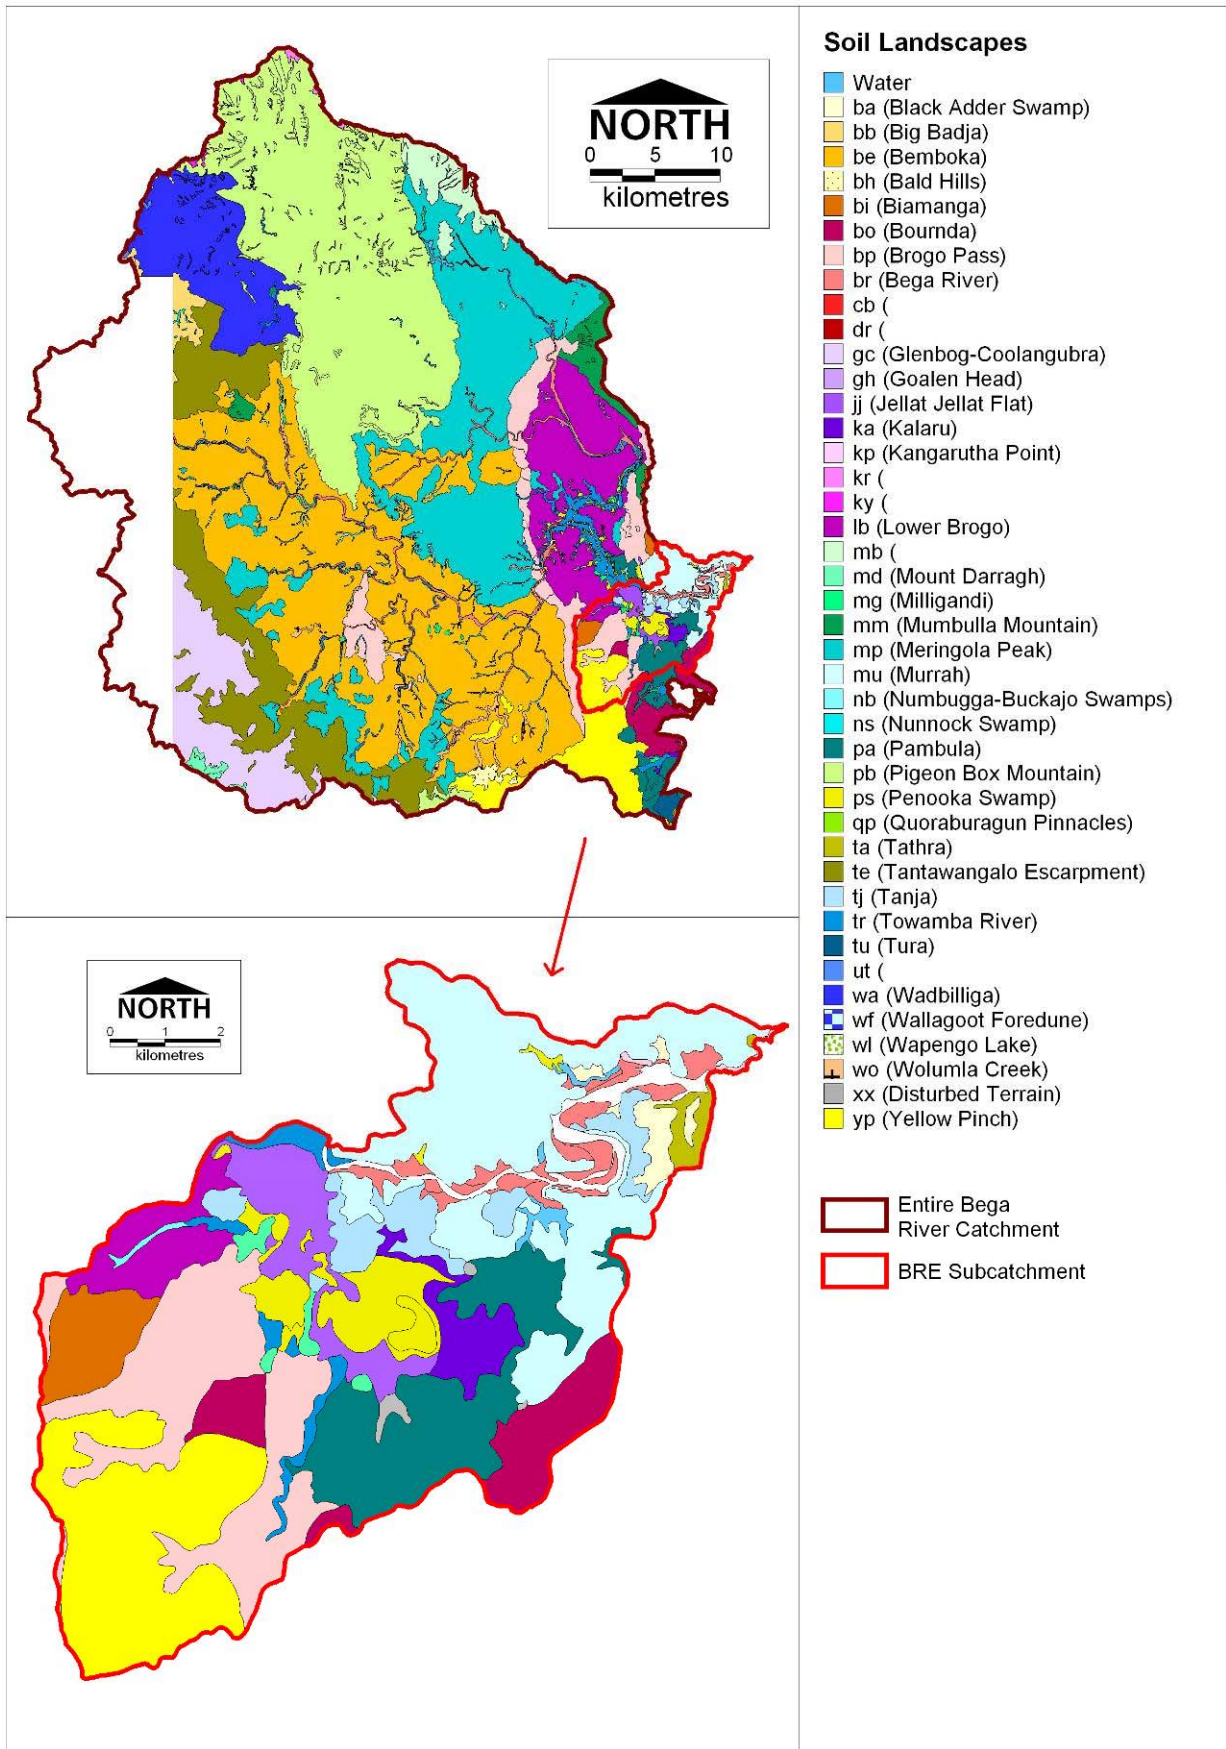 NORTH
0 5 10
kilometres
Soil Landscapes
Water
ba (Black Adder Swamp)
bb (Big Badja)
be (Bemboka)
bh (Bald Hills)
bi (Biamanga)
bo (Bournda)
bp (Brogo Pass)
br (Bega River)
cb (
dr (
gc (Glenbog-Coolangubra)
gh (Goalen Head)
jj (Jellat Jellat Flat)
ka (Kalaru)
kp (Kangarutha Point)
kr (
ky (
lb (Lower Brogo)
mb (
md (Mount Darragh)
mg (Milligandi)
mm (Mumbulla Mountain)
mp (Meringola Peak)
mu (Murrah)
nb (Numbugga-Buckajo Swamps)
ns (Nunnock Swamp)
pa (Pambula)
pb (Pigeon Box Mountain)
ps (Penooka Swamp)
qp (Quoraburagun Pinnacles)
ta (Tathra)
te (Tantawangalo Escarpment)
tj (Tanja)
tr (Towamba River)
tu (Tura)
ut (
wa (Wadbilliga)
wf (Wallagoot Foredune)
wl (Wapengo Lake)
wo (Wolumla Creek)
xx (Disturbed Terrain)
yp (Yellow Pinch)
Entire Bega
River Catchment
BRE Subcatchment
NORTH
0 1 2
kilometres